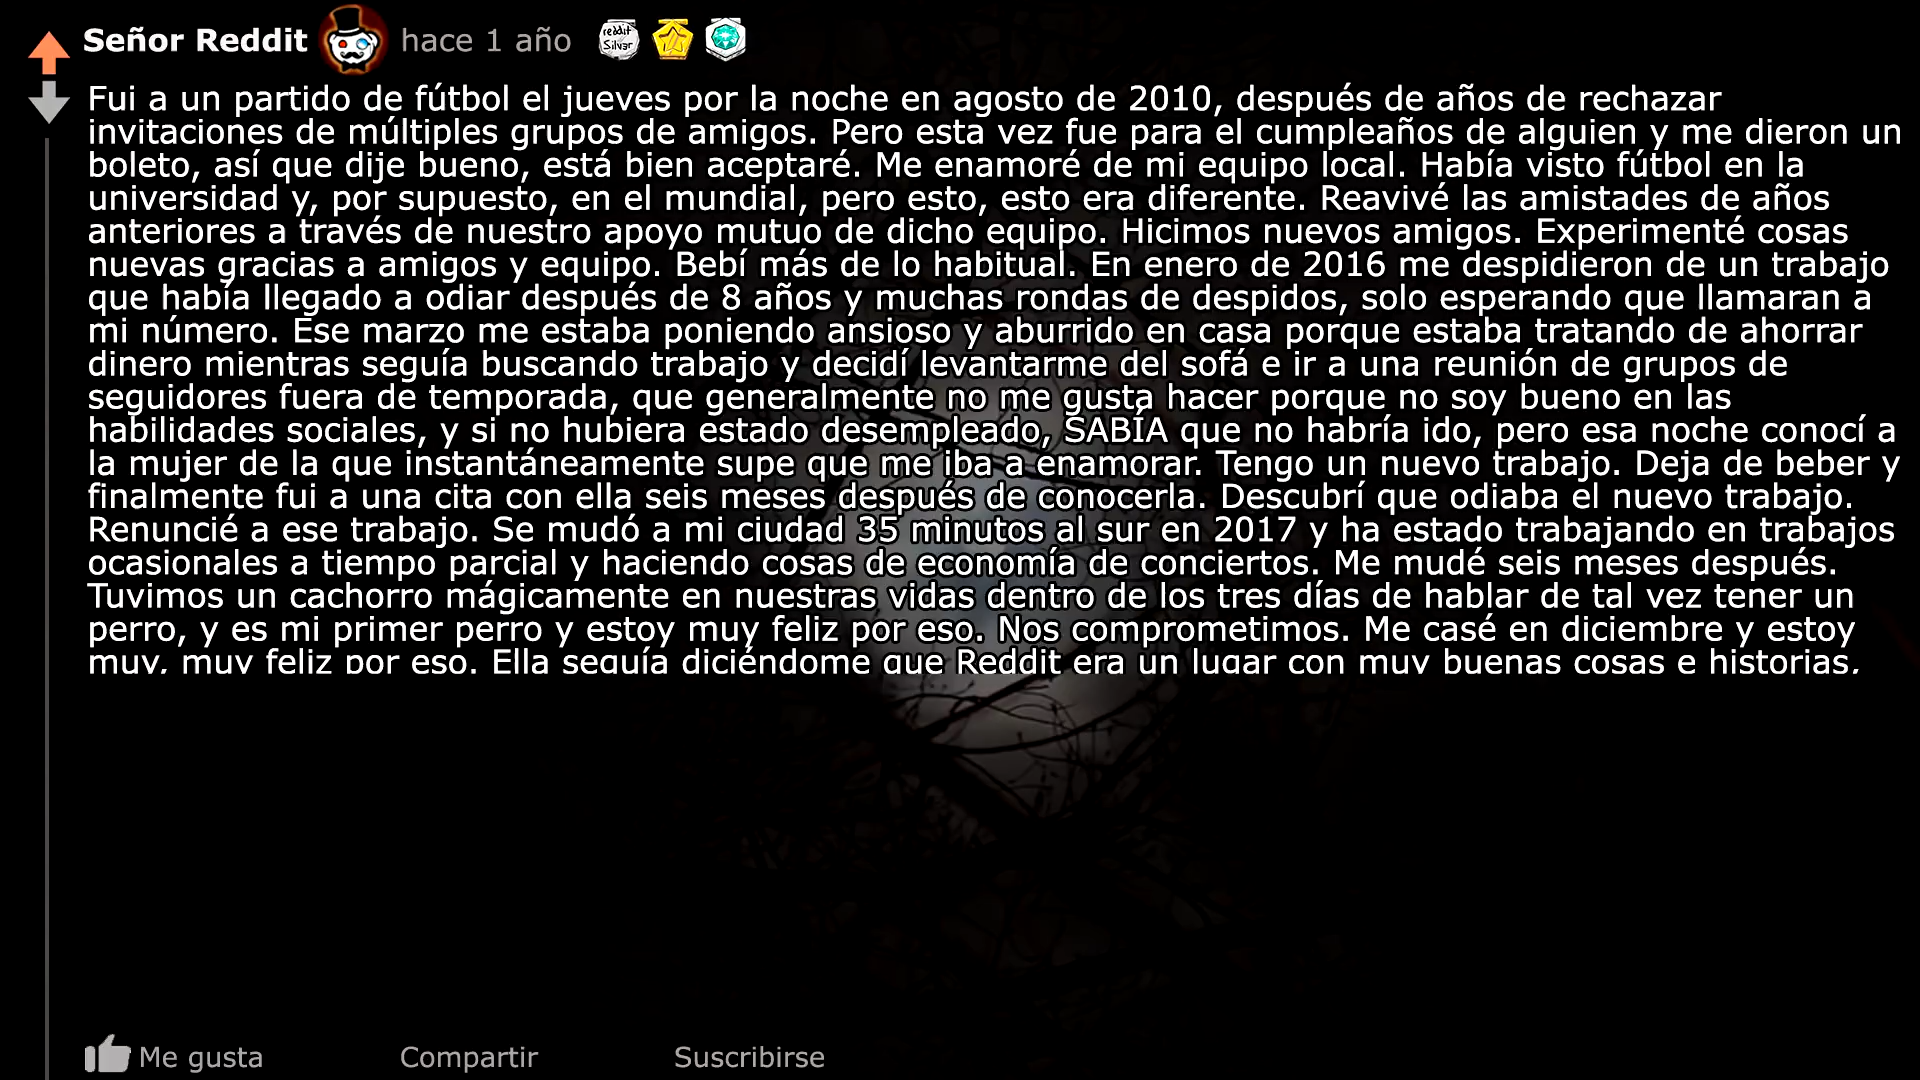 Señor Reddit hace 1 año reddit Silver
Fui a un partido de fútbol el jueves por la noche en agosto de 2010, después de años de rechazar
invitaciones de múltiples grupos de amigos. Pero esta vez fue para el cumpleaños de alguien y me dieron un
boleto, así que dije bueno, está bien aceptaré. Me enamoré de mi equipo local. Había visto fútbol en la
universidad y, por supuesto, en el mundial, pero esto, esto era diferente. Reavivé las amistades de años
anteriores a través de nuestro apoyo mutuo de dicho equipo. Hicimos nuevos amigos. Experimenté cosas
nuevas gracias a amigos y equipo. Bebí más de lo habitual. En enero de 2016 me despidieron de un trabajo
que había llegado a odiar después de 8 años y muchas rondas de despidos, solo esperando que llamaran a
mi número. Ese marzo me estaba poniendo ansioso y aburrido en casa porque estaba tratando de ahorrar
dinero mientras seguía buscando trabajo y decidí levantarme del sofá e ir a una reunión de grupos de
seguidores fuera de temporada, que generalmente no me gusta hacer porque no soy bueno en las
habilidades sociales, y si no hubiera estado desempleado, SABÍA que no habría ido, pero esa noche conocí a
la mujer de la que instantáneamente supe que me iba a enamorar. Tengo un nuevo trabajo. Deja de beber y
finalmente fui a una cita con ella seis meses después de conocerla. Descubrí que odiaba el nuevo trabajo.
Renuncié a ese trabajo. Se mudó a mi ciudad 35 minutos al sur en 2017 y ha estado trabajando en trabajos
ocasionales a tiempo parcial y haciendo cosas de economía de conciertos. Me mudé seis meses después.
Tuvimos un cachorro mágicamente en nuestras vidas dentro de los tres días de hablar de tal vez tener un
perro, y es mi primer perro y estoy muy feliz por eso. Nos comprometimos. Me casé en diciembre y estoy
muy, muy feliz por eso. Ella seguía diciéndome que Reddit era un lugar con muy buenas cosas e historias,
Me gusta Compartir Suscribirse